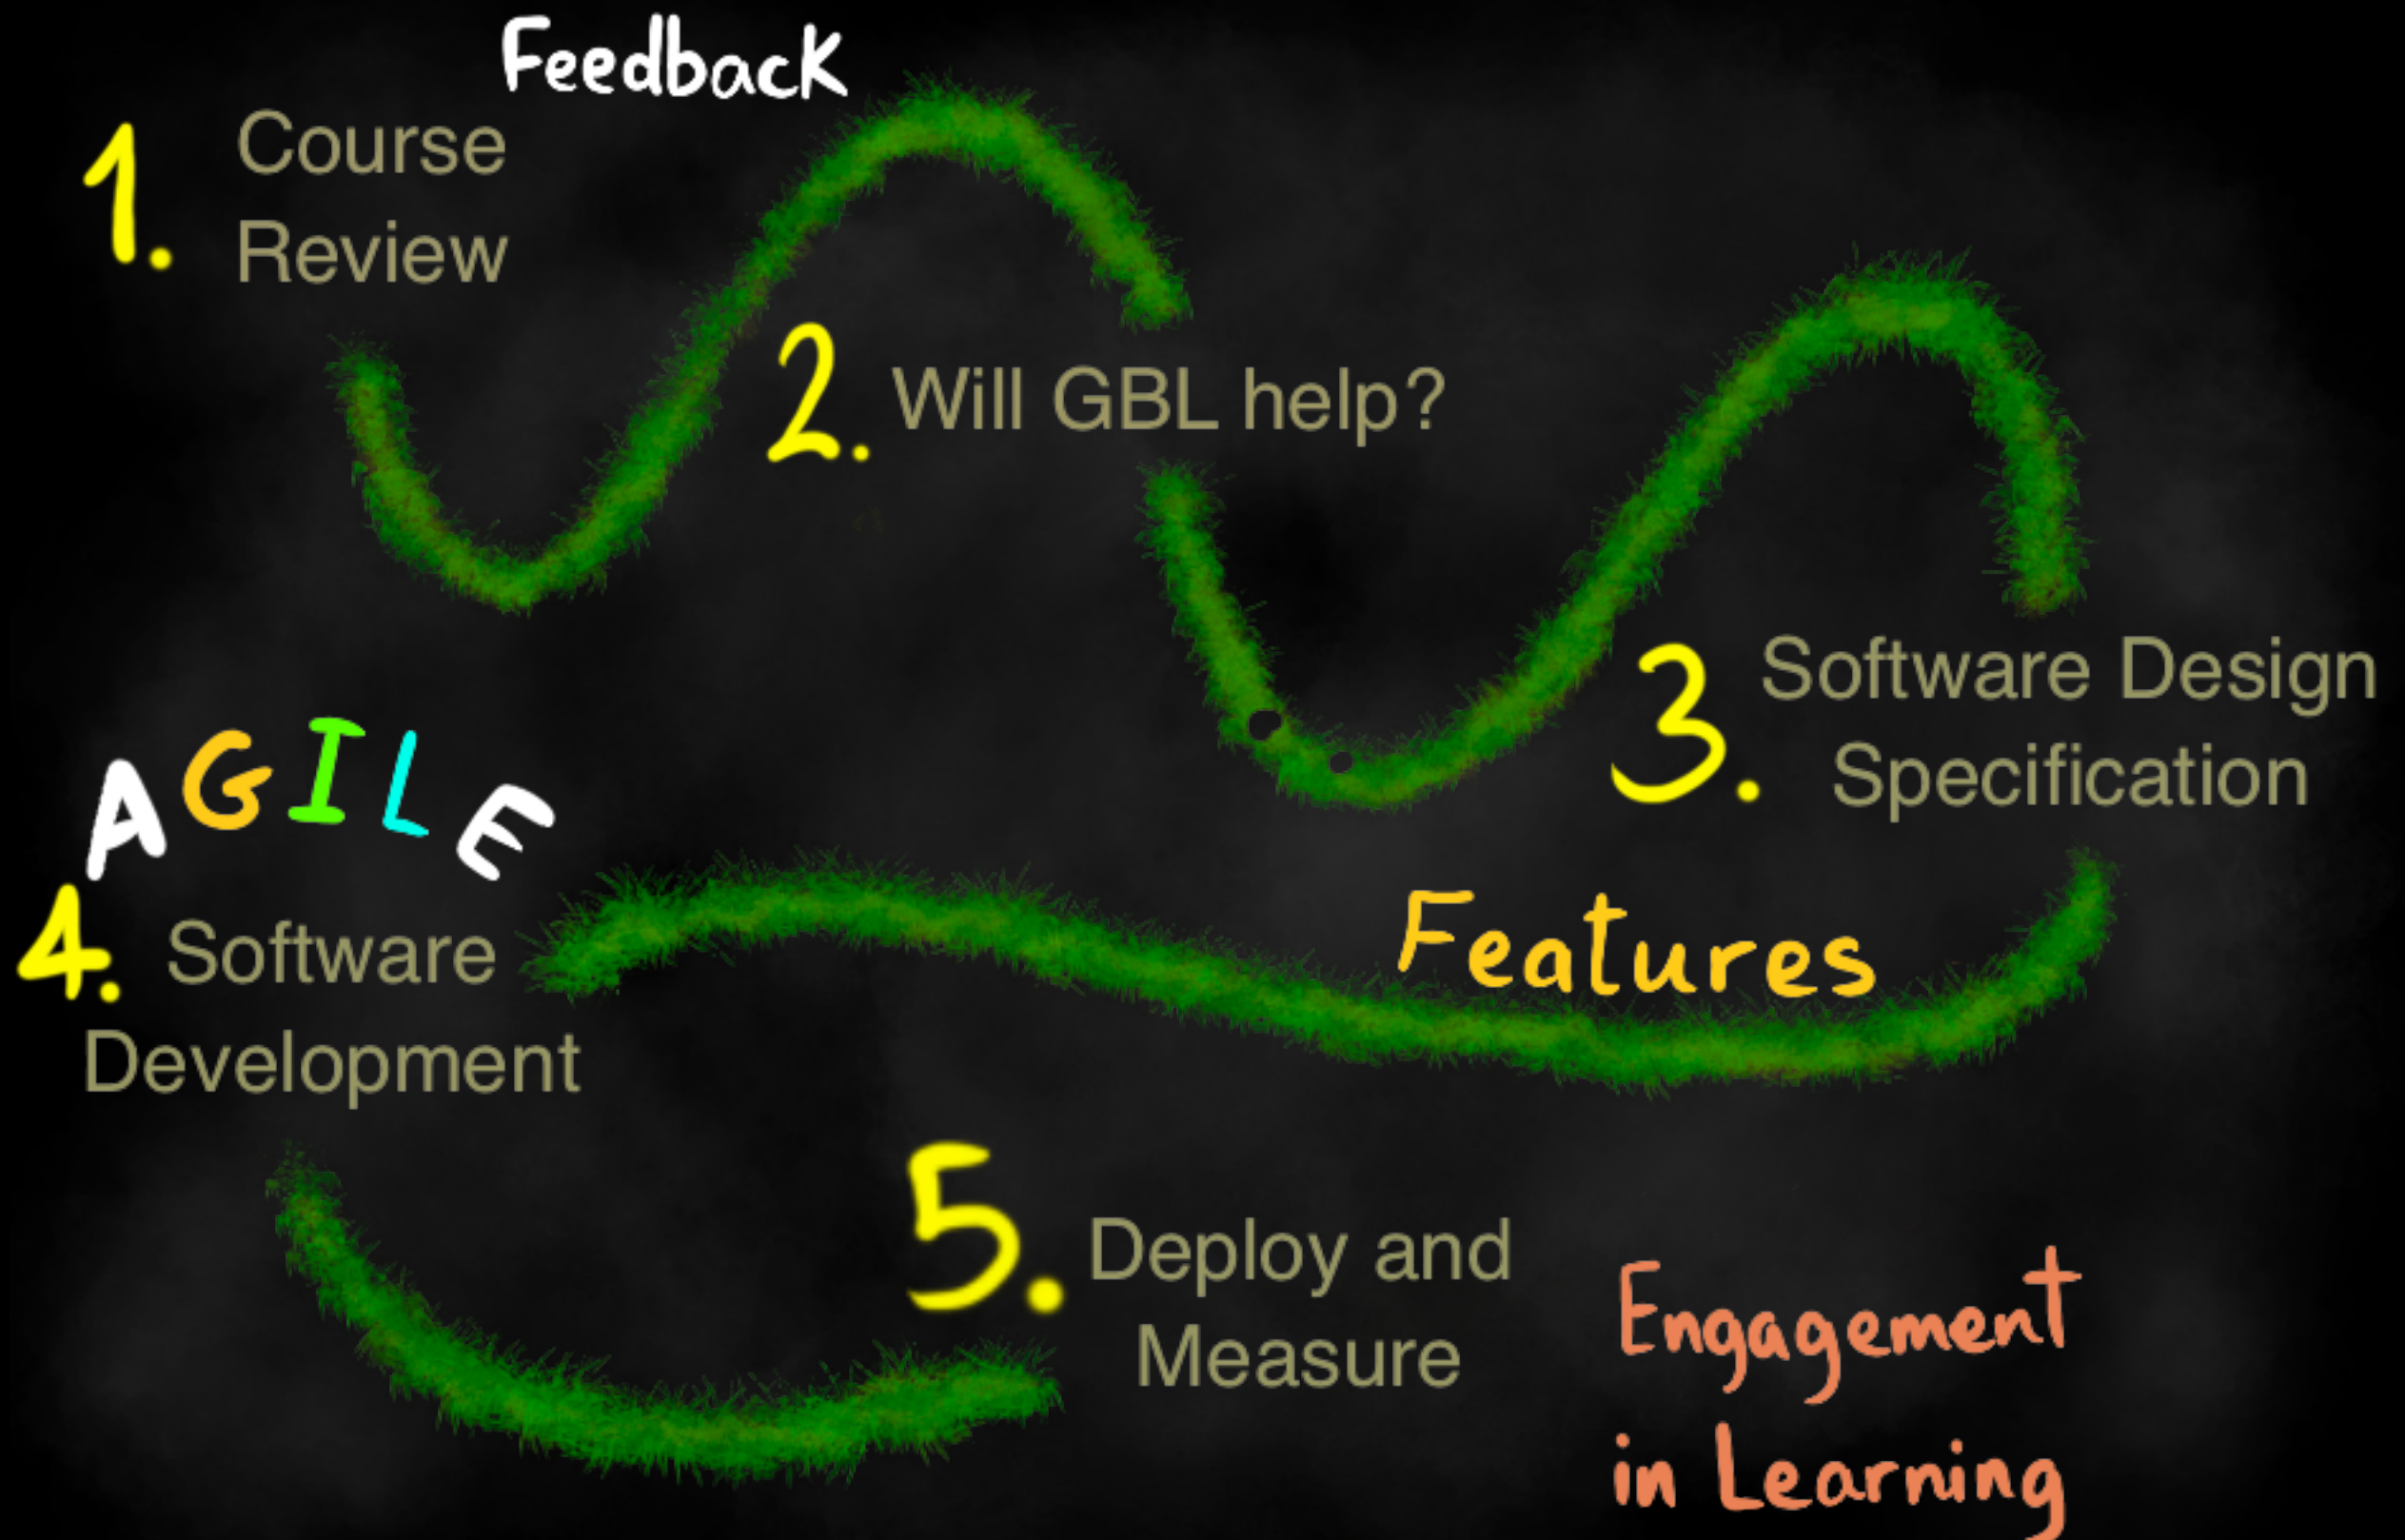 Feedback
1. Course
Review
2. Will GBL help?
3. Software Design
Specification
AGILE
4. Software
Development
Features
5. Deploy and
Measure
Engagement
in Learning